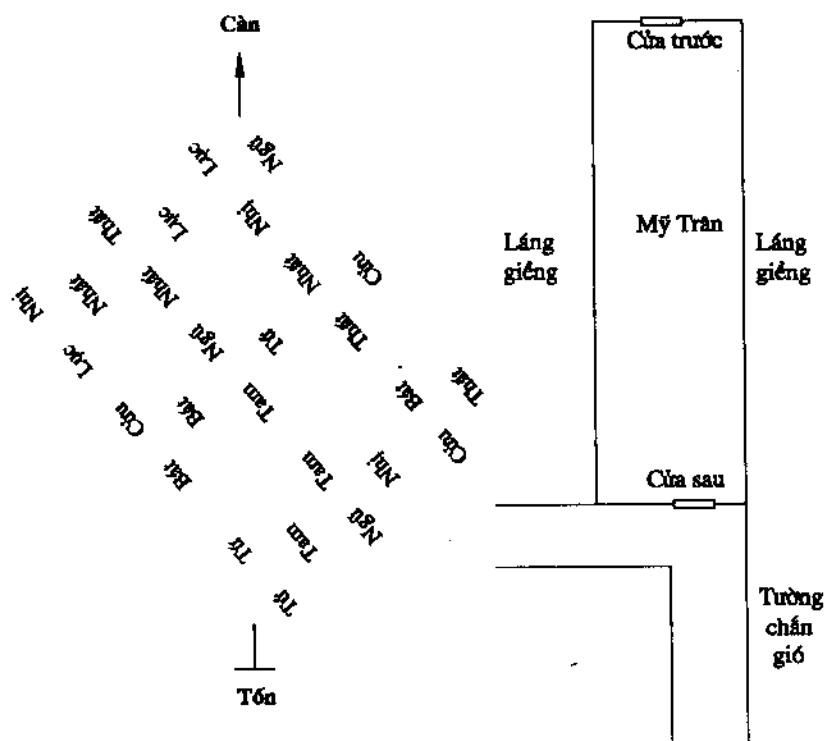 Càn
Lục Ngũ
Thất Lục Nhị
Nhị Nhất Nhất Nhất Cửu
Lục Ngũ Tứ Thất
Cửu Bát Tam Bát Thất
Bát Tam Nhị Cửu
Tứ Tam Ngũ
Tứ
Tốn
Cửa trước
Mỹ Trân
Láng
giềng
Láng
giềng
Cửa sau
Tường
chắn
gió